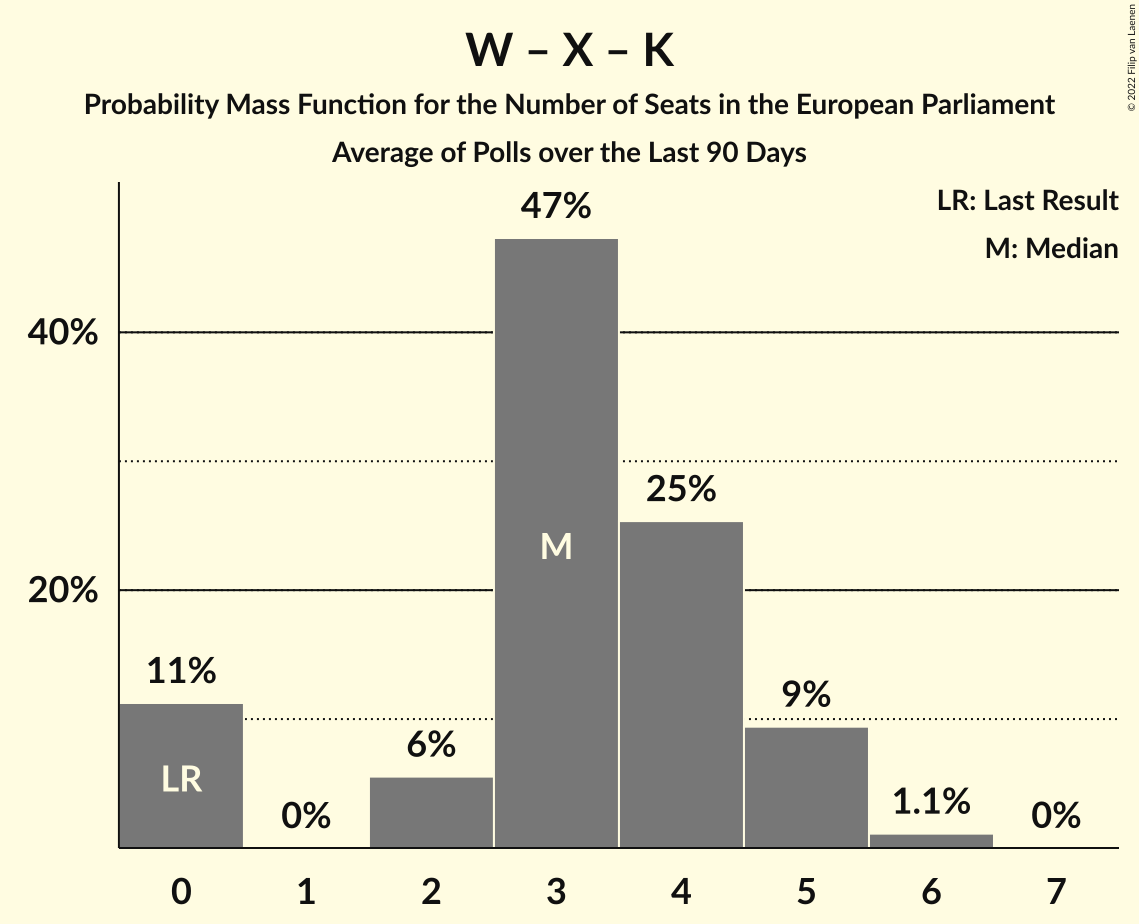 W – X – K
Probability Mass Function for the Number of Seats in the European Parliament
Average of Polls over the Last 90 Days
© 2022 Filip van Laenen
LR: Last Result
M: Median
47%
40%
25%
M
20%
11%
9%
6%
LR
1.1%
0%
0%
0 1 2 3 4 5 6 7